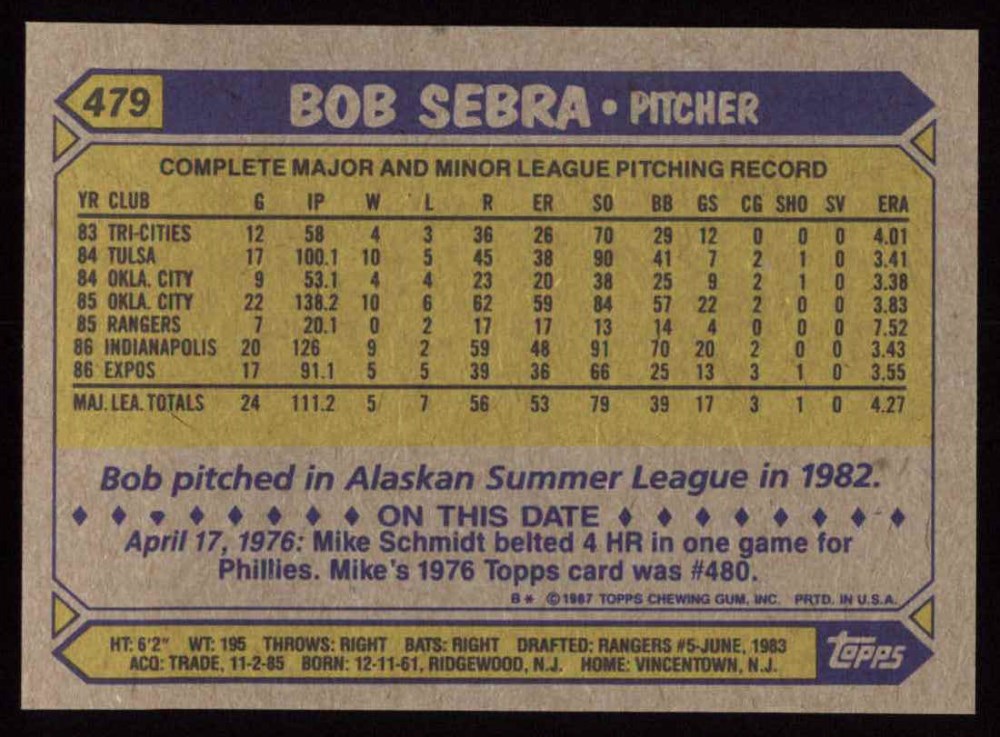 479 BOB SEBRA • PITCHER
COMPLETE MAJOR AND MINOR LEAGUE PITCHING RECORD
YR CLUB G IP W L R ER SO BB GS CG SHO SV ERA
83 TRI-CITIES 12 58 4 3 36 26 70 29 12 0 0 0 4.01
84 TULSA 17 100.1 10 5 45 38 90 41 7 2 1 0 3.41
84 OKLA. CITY 9 53.1 4 4 23 20 38 25 9 2 1 0 3.38
85 OKLA. CITY 22 138.2 10 6 62 59 84 57 22 2 0 0 3.83
85 RANGERS 7 20.1 0 2 17 17 13 14 4 0 0 0 7.52
86 INDIANAPOLIS 20 126 9 2 59 48 91 70 20 2 0 0 3.43
86 EXPOS 17 91.1 5 5 39 36 66 25 13 3 1 0 3.55
MAJ. LEA. TOTALS 24 111.2 5 7 56 53 79 39 17 3 1 0 4.27
Bob pitched in Alaskan Summer League in 1982.
♦ ♦ ♦ ♦ ♦ ♦ ♦ ♦ ON THIS DATE ♦ ♦ ♦ ♦ ♦ ♦ ♦ ♦
April 17, 1976: Mike Schmidt belted 4 HR in one game for
Phillies. Mike's 1976 Topps card was #480.
B* ©1987 TOPPS CHEWING GUM, INC. PRTD. IN U.S.A.
HT: 6'2" WT: 195 THROWS: RIGHT BATS: RIGHT DRAFTED: RANGERS #5-JUNE, 1983
ACQ: TRADE, 11-2-85 BORN: 12-11-61, RIDGEWOOD, N.J. HOME: VINCENTOWN, N.J.
Topps